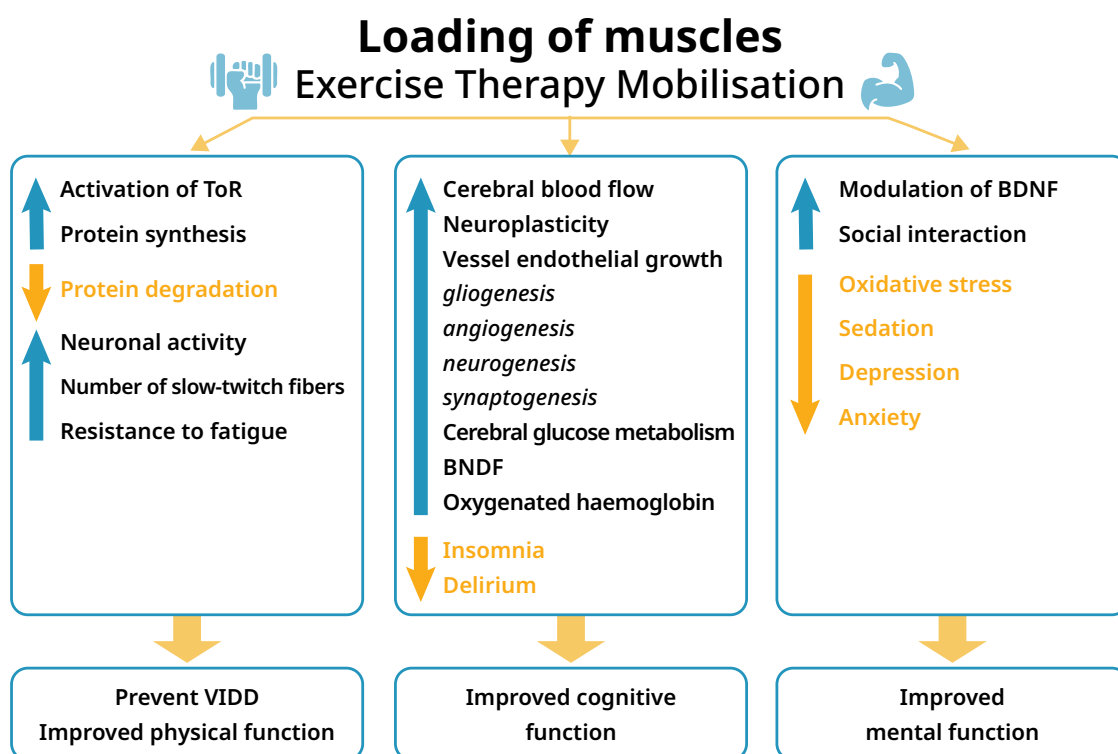 Loading of muscles
Exercise Therapy Mobilisation
Activation of ToR
Protein synthesis
Protein degradation
Neuronal activity
Number of slow-twitch fibers
Resistance to fatigue
Cerebral blood flow
Neuroplasticity
Vessel endothelial growth
gliogenesis
angiogenesis
neurogenesis
synaptogenesis
Cerebral glucose metabolism
BNDF
Oxygenated haemoglobin
Insomnia
Delirium
Modulation of BDNF
Social interaction
Oxidative stress
Sedation
Depression
Anxiety
Prevent VIDD
Improved physical function
Improved cognitive
function
Improved
mental function